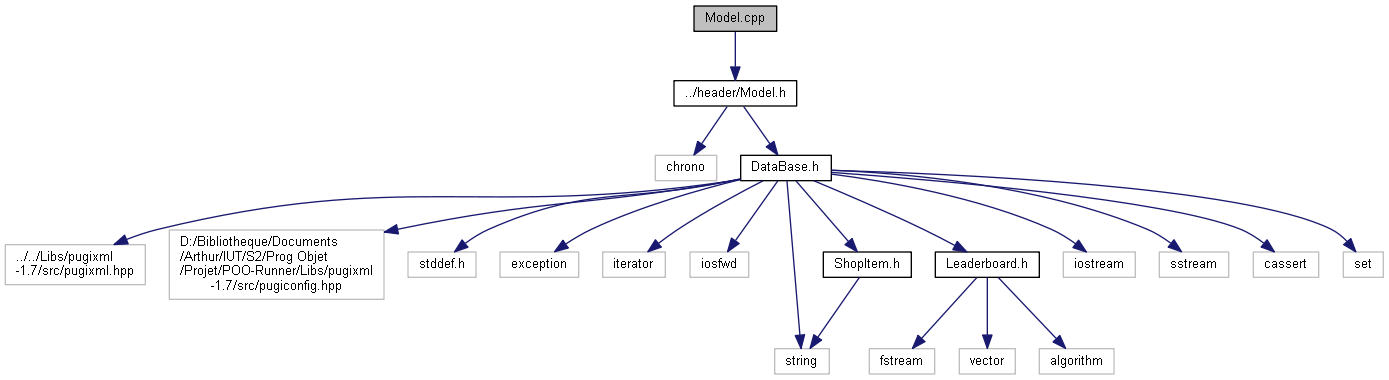 Model.cpp
../header/Model.h
chrono
DataBase.h
../../Libs/pugixml
-1.7/src/pugixml.hpp
D:/Bibliotheque/Documents
/Arthur/IUT/S2/Prog Objet
/Projet/POO-Runner/Libs/pugixml
-1.7/src/pugiconfig.hpp
stddef.h
exception
iterator
iosfwd
ShopItem.h
Leaderboard.h
iostream
sstream
cassert
set
string
fstream
vector
algorithm